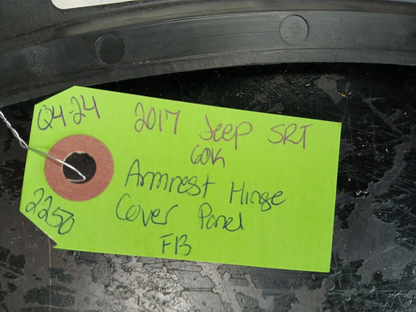 Q4-24
2017 Jeep SRT
60K
Armrest Hinge
Cover Panel
F13
2250